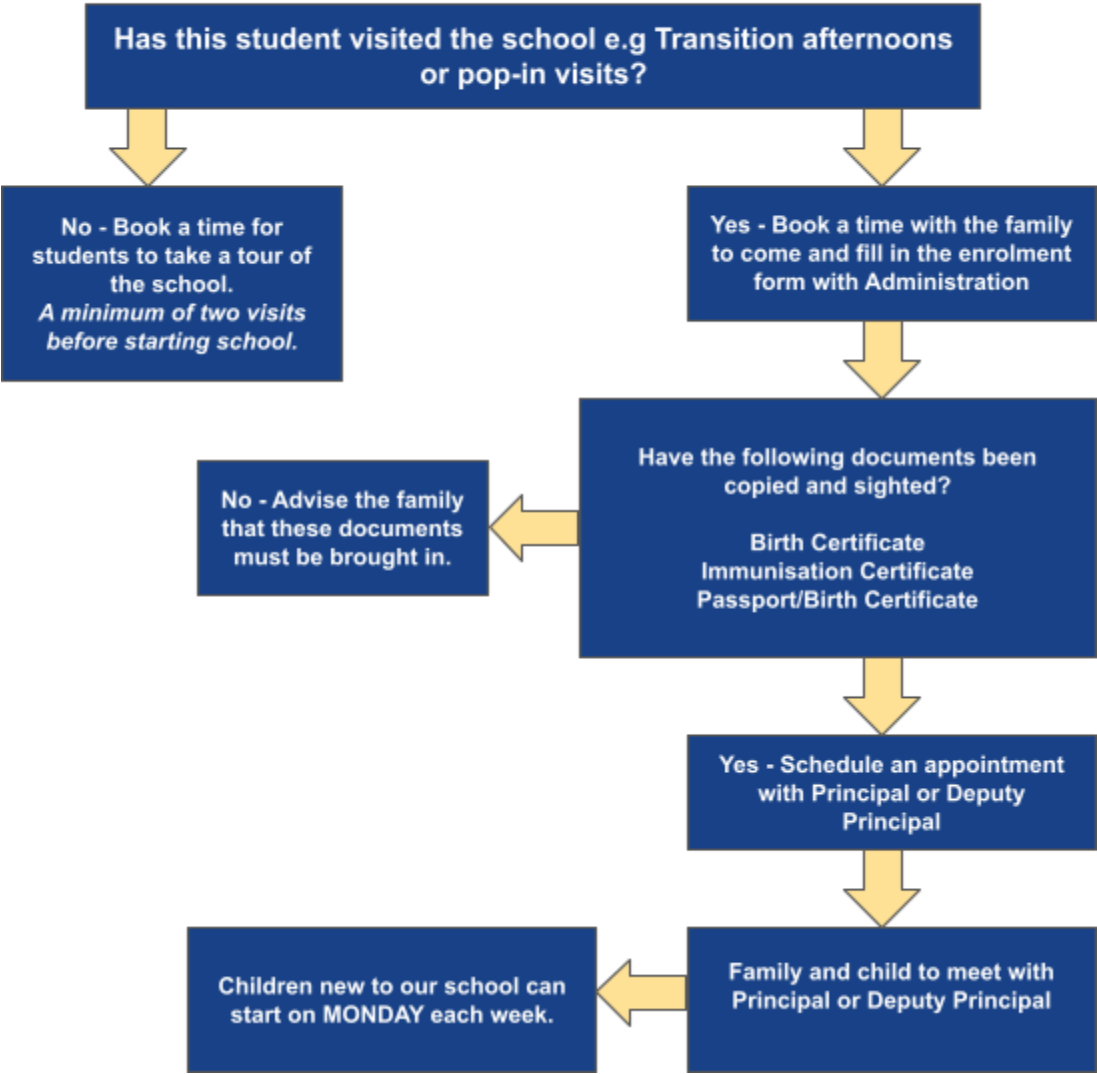 Has this student visited the school e.g Transition afternoons
or pop-in visits?
No - Book a time for
students to take a tour of
the school.
A minimum of two visits
before starting school.
Yes - Book a time with the family
to come and fill in the enrolment
form with Administration
Have the following documents been
copied and sighted?
Birth Certificate
Immunisation Certificate
Passport/Birth Certificate
No - Advise the family
that these documents
must be brought in.
Yes - Schedule an appointment
with Principal or Deputy
Principal
Family and child to meet with
Principal or Deputy Principal
Children new to our school can
start on MONDAY each week.